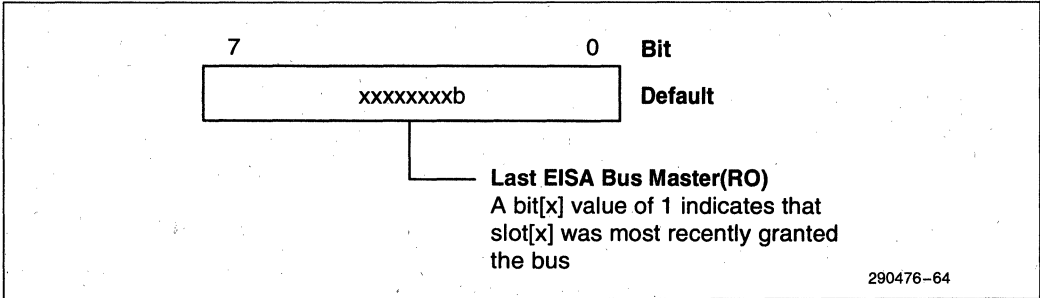 7 0 Bit
xxxxxxxxb Default
Last EISA Bus Master(RO)
A bit[x] value of 1 indicates that
slot[x] was most recently granted
the bus
290476–64